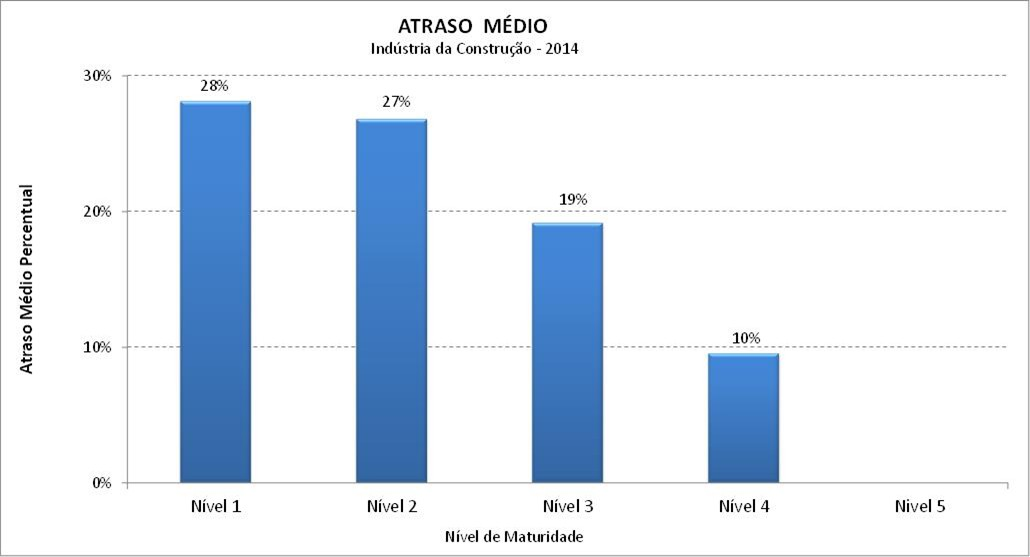 ATRASO MÉDIO
Indústria da Construção - 2014
Atraso Médio Percentual
30%
20%
10%
0%
28%
27%
19%
10%
Nível 1
Nível 2
Nível 3
Nível 4
Nivel 5
Nível de Maturidade